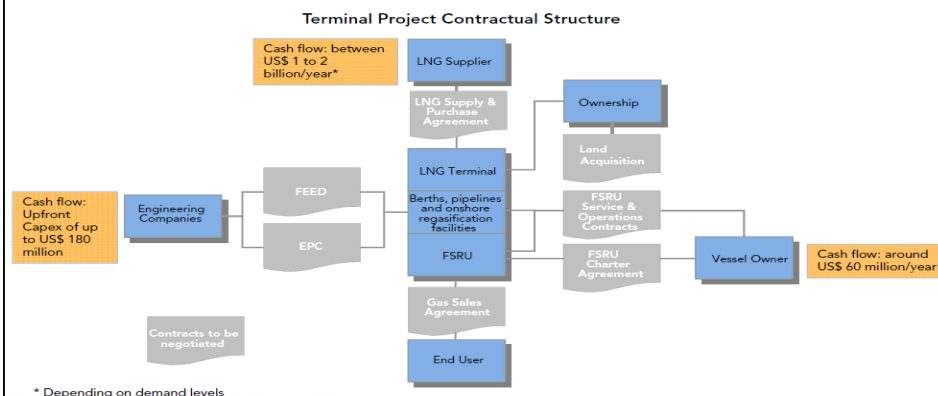 Terminal Project Contractual Structure
Cash flow: between
US$ 1 to 2
billion/year*
LNG Supplier
LNG Supply &
Purchase
Agreement
Ownership
Land
Acquisition
LNG Terminal
Berths, pipelines
and onshore
regasification
facilities
FSRU
FEED
EPC
Engineering
Companies
Cash flow:
Upfront
Capex of up
to US$ 180
million
FSRU
Service &
Operations
Contracts
FSRU
Charter
Agreement
Vessel Owner
Cash flow: around
US$ 60 million/year
Gas Sales
Agreement
End User
Contracts to be
negotiated
* Depending on demand levels